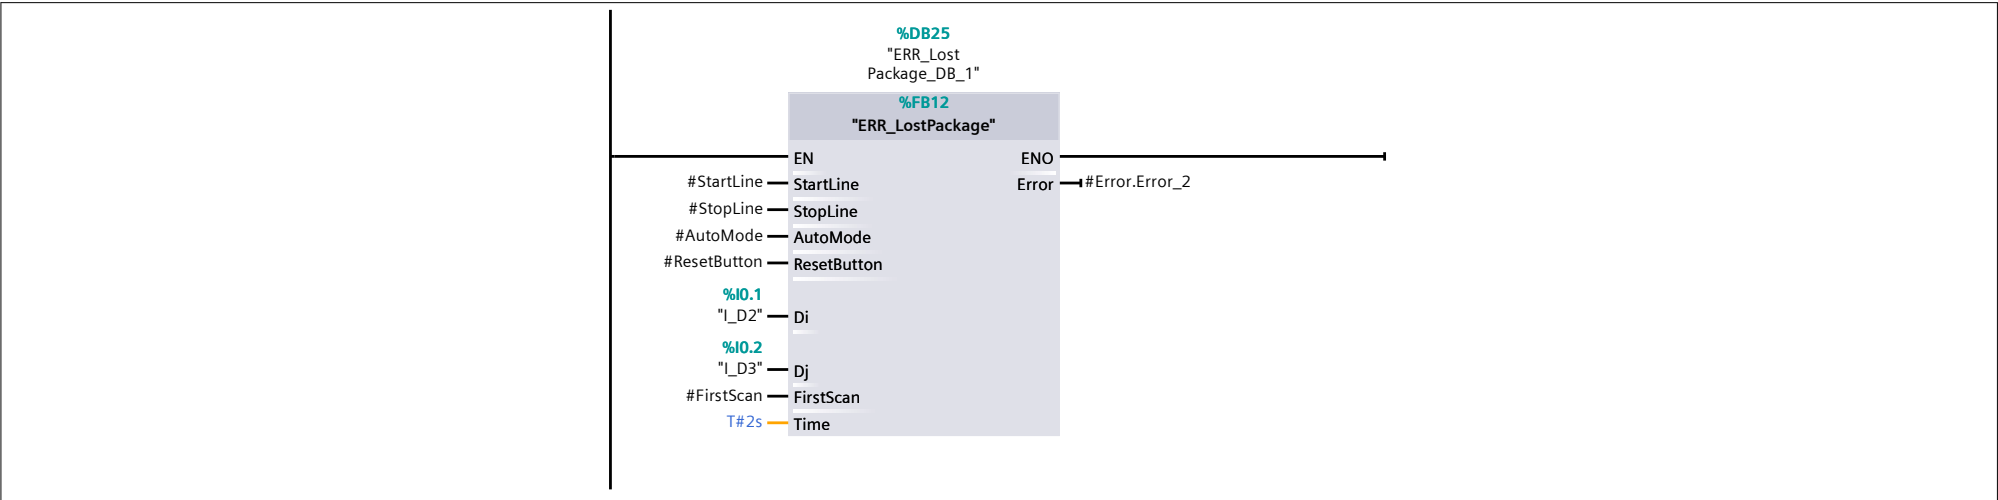 %DB25
"ERR_Lost
Package_DB_1"
%FB12
"ERR_LostPackage"
EN ENO
#StartLine StartLine Error #Error.Error_2
#StopLine StopLine
#AutoMode AutoMode
#ResetButton ResetButton
%I0.1
"I_D2" Di
%I0.2
"I_D3" Dj
#FirstScan FirstScan
T#2s Time